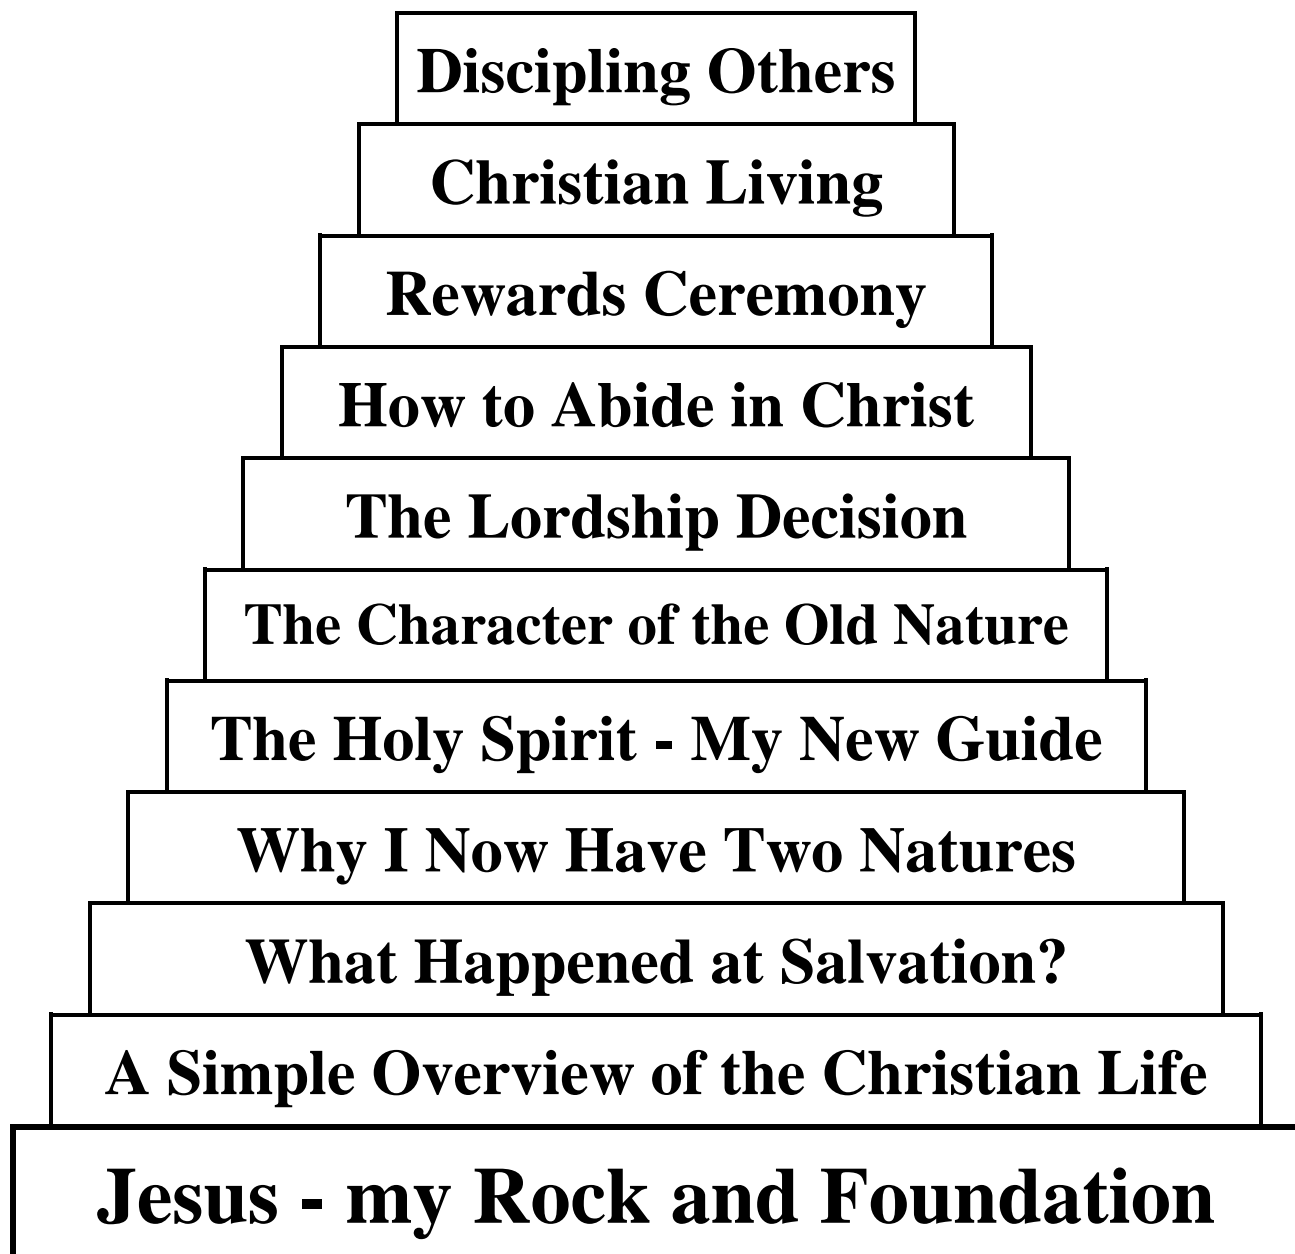 Discipling Others
Christian Living
Rewards Ceremony
How to Abide in Christ
The Lordship Decision
The Character of the Old Nature
The Holy Spirit - My New Guide
Why I Now Have Two Natures
What Happened at Salvation?
A Simple Overview of the Christian Life
Jesus - my Rock and Foundation